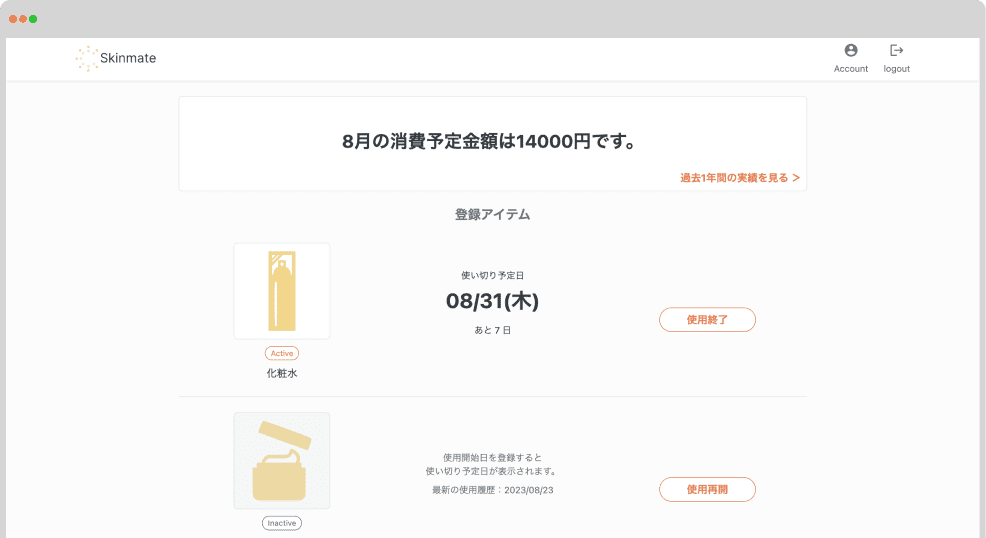 Skinmate
Account
logout
8月の消費予定金額は14000円です。
過去1年間の実績を見る >
登録アイテム
使い切り予定日
08/31(木)
あと 7 日
使用終了
Active
化粧水
使用開始日を登録すると
使い切り予定日が表示されます。
最新の使用履歴：2023/08/23
使用再開
Inactive